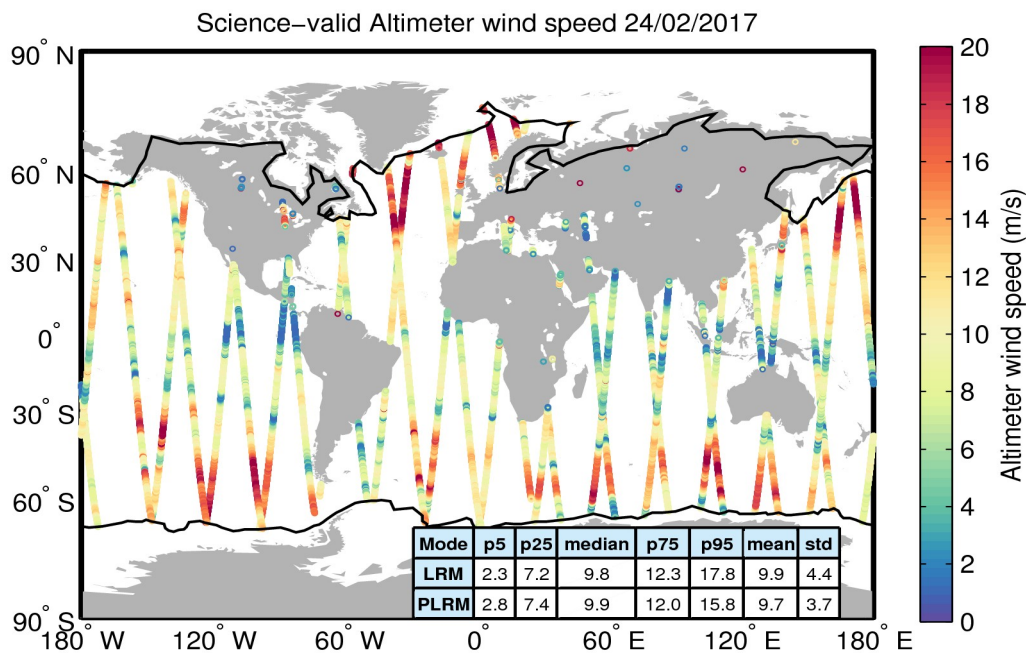 Science−valid Altimeter wind speed 24/02/2017
90° N
60° N
30° N
0°
30° S
60° S
90° S
180° W
120° W
60° W
0°
60° E
120° E
180° E
20
18
16
14
12
10
8
6
4
2
0
Altimeter wind speed (m/s)
Mode p5 p25 median p75 p95 mean std
LRM 2.3 7.2 9.8 12.3 17.8 9.9 4.4
PLRM 2.8 7.4 9.9 12.0 15.8 9.7 3.7